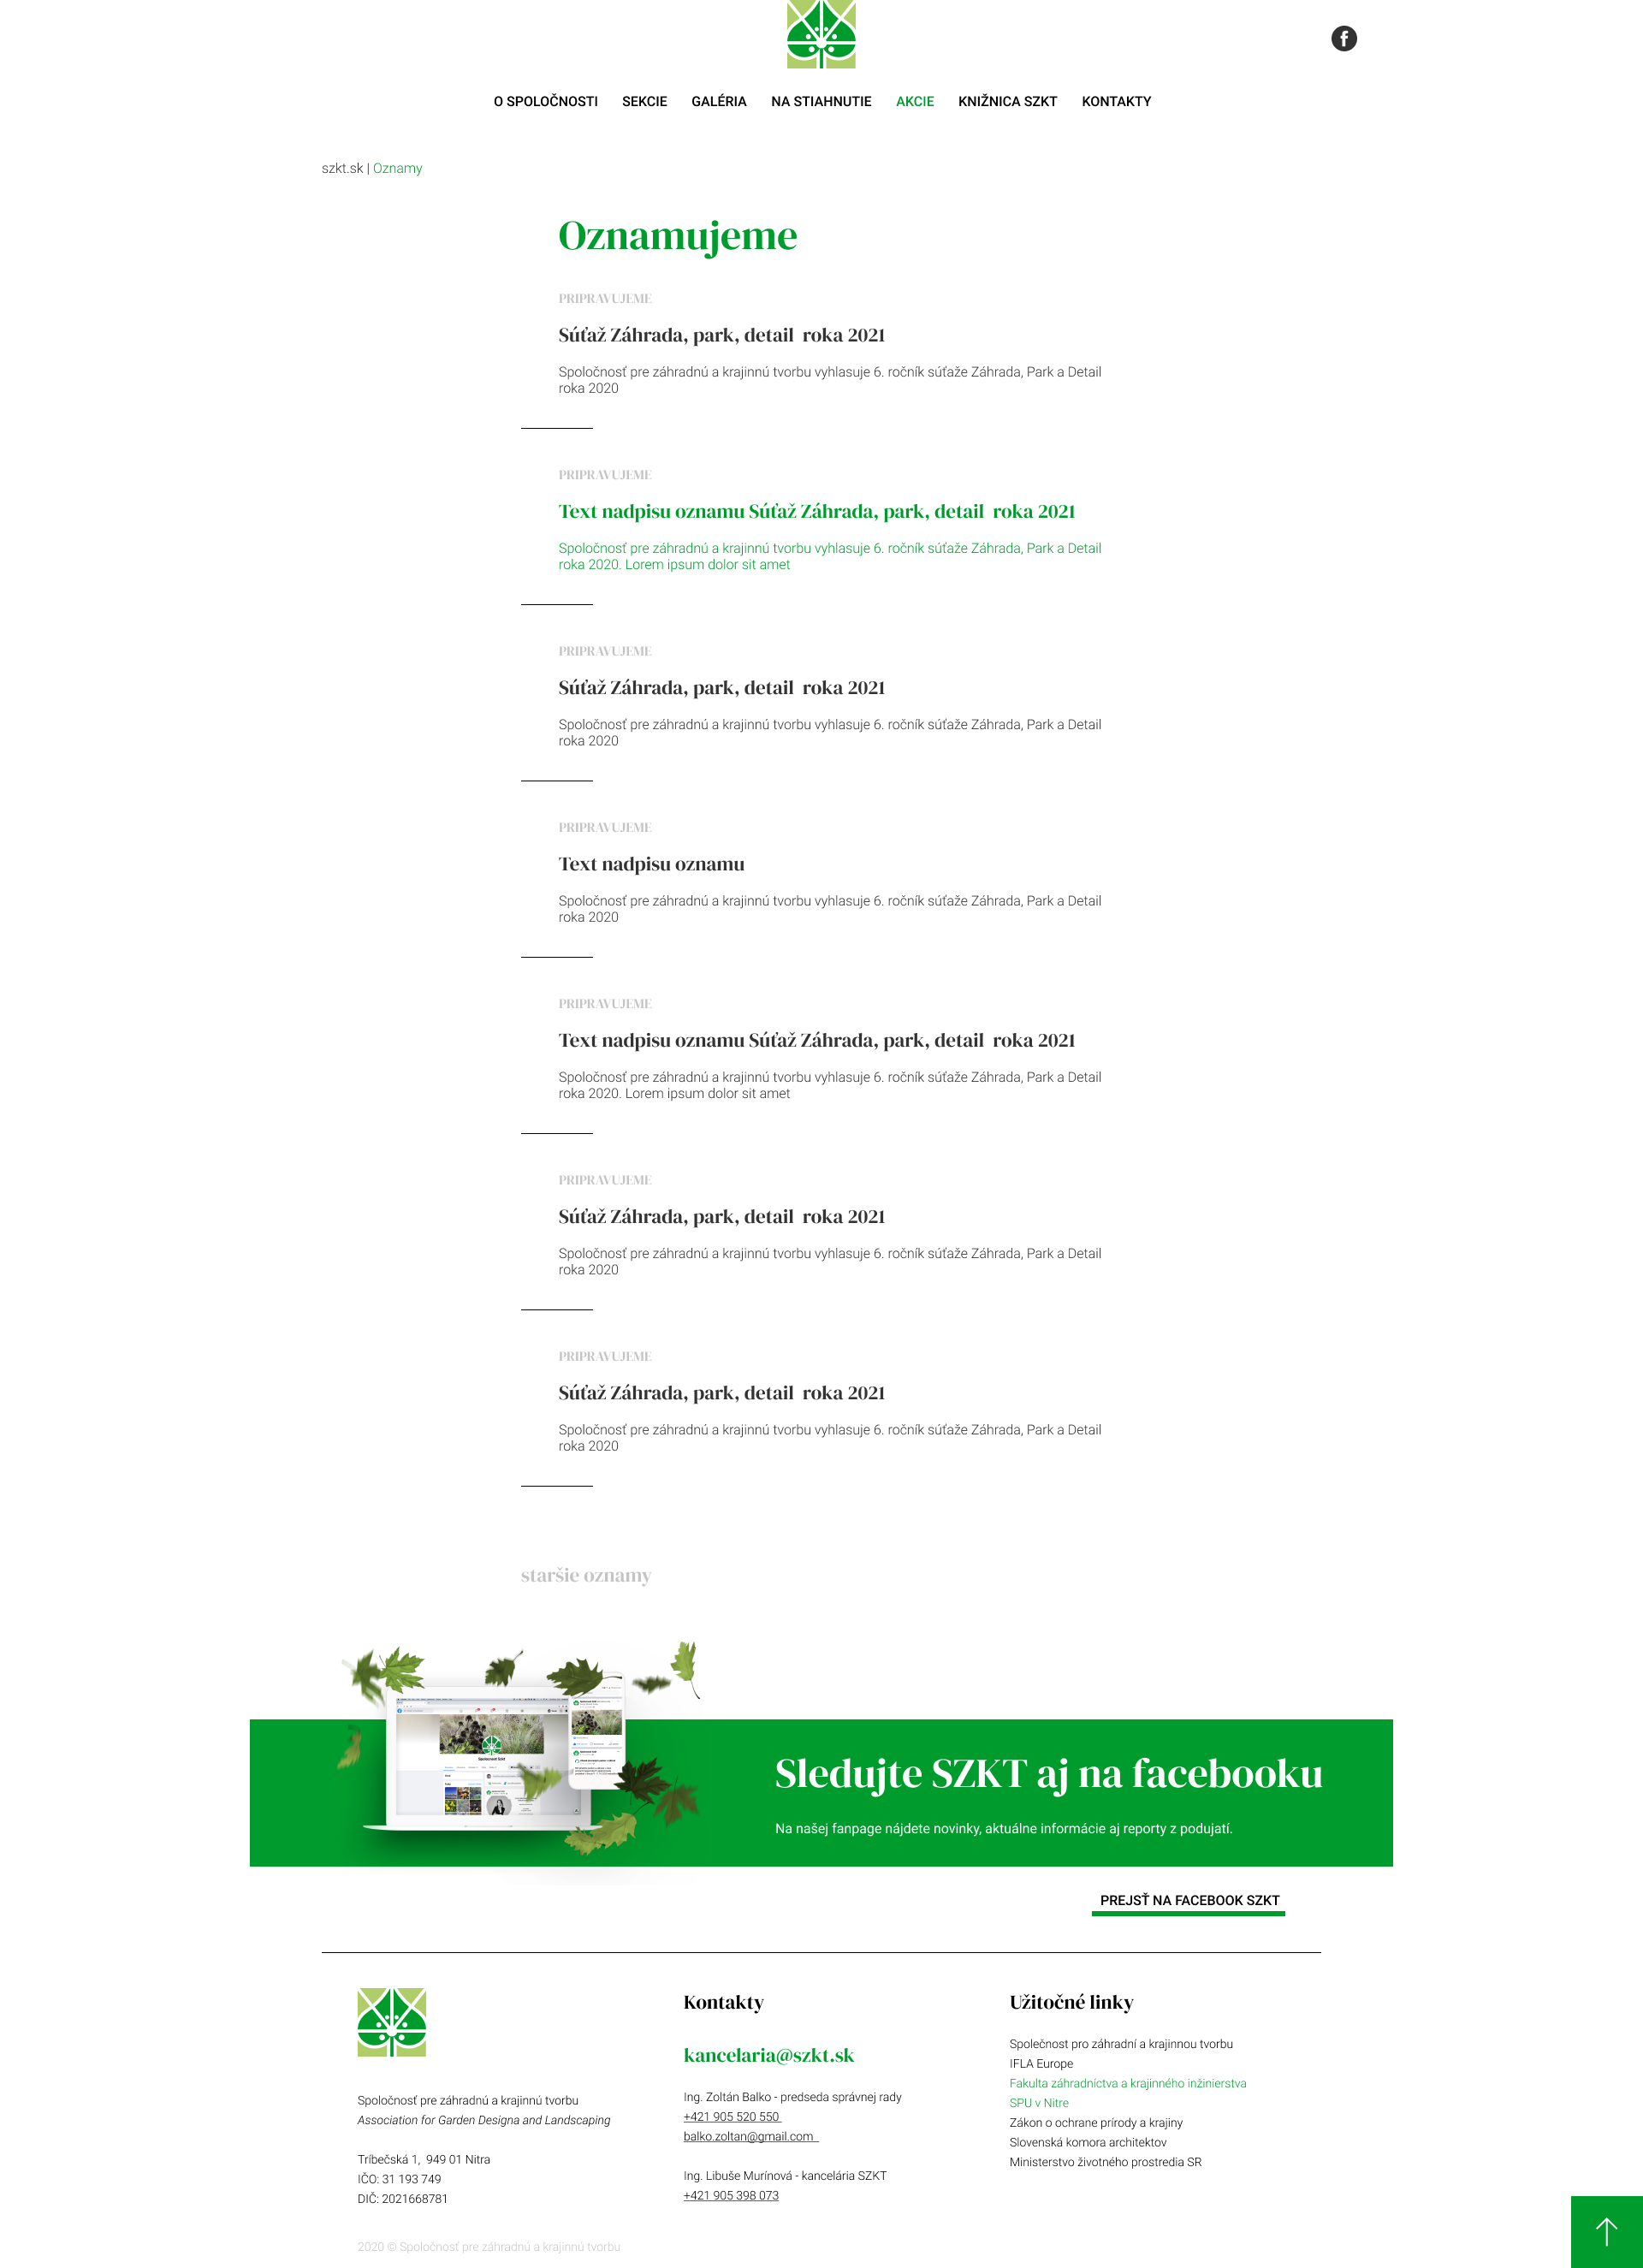 O SPOLOČNOSTI SEKCIE GALÉRIA NA STIAHNUTIE AKCIE KNIŽNICA SZKT KONTAKTY
szkt.sk | Oznamy
Oznamujeme
PRIPRAVUJEME
Súťaž Záhrada, park, detail roka 2021
Spoločnosť pre záhradnú a krajinnú tvorbu vyhlasuje 6. ročník súťaže Záhrada, Park a Detail
roka 2020
PRIPRAVUJEME
Text nadpisu oznamu Súťaž Záhrada, park, detail roka 2021
Spoločnosť pre záhradnú a krajinnú tvorbu vyhlasuje 6. ročník súťaže Záhrada, Park a Detail
roka 2020. Lorem ipsum dolor sit amet
PRIPRAVUJEME
Súťaž Záhrada, park, detail roka 2021
Spoločnosť pre záhradnú a krajinnú tvorbu vyhlasuje 6. ročník súťaže Záhrada, Park a Detail
roka 2020
PRIPRAVUJEME
Text nadpisu oznamu
Spoločnosť pre záhradnú a krajinnú tvorbu vyhlasuje 6. ročník súťaže Záhrada, Park a Detail
roka 2020
PRIPRAVUJEME
Text nadpisu oznamu Súťaž Záhrada, park, detail roka 2021
Spoločnosť pre záhradnú a krajinnú tvorbu vyhlasuje 6. ročník súťaže Záhrada, Park a Detail
roka 2020. Lorem ipsum dolor sit amet
PRIPRAVUJEME
Súťaž Záhrada, park, detail roka 2021
Spoločnosť pre záhradnú a krajinnú tvorbu vyhlasuje 6. ročník súťaže Záhrada, Park a Detail
roka 2020
PRIPRAVUJEME
Súťaž Záhrada, park, detail roka 2021
Spoločnosť pre záhradnú a krajinnú tvorbu vyhlasuje 6. ročník súťaže Záhrada, Park a Detail
roka 2020
staršie oznamy
Sledujte SZKT aj na facebooku
Na našej fanpage nájdete novinky, aktuálne informácie aj reporty z podujatí.
PREJSŤ NA FACEBOOK SZKT
Spoločnosť pre záhradnú a krajinnú tvorbu
Association for Garden Designa and Landscaping
Tríbečská 1, 949 01 Nitra
IČO: 31 193 749
DIČ: 2021668781
2020 © Spoločnosť pre záhradnú a krajinnú tvorbu
Kontakty
kancelaria@szkt.sk
Ing. Zoltán Balko - predseda správnej rady
+421 905 520 550
balko.zoltan@gmail.com
Ing. Libuše Murínová - kancelária SZKT
+421 905 398 073
Užitočné linky
Společnost pro záhradní a krajinnou tvorbu
IFLA Europe
Fakulta záhradníctva a krajinného inžinierstva
SPU v Nitre
Zákon o ochrane prírody a krajiny
Slovenská komora architektov
Ministerstvo životného prostredia SR